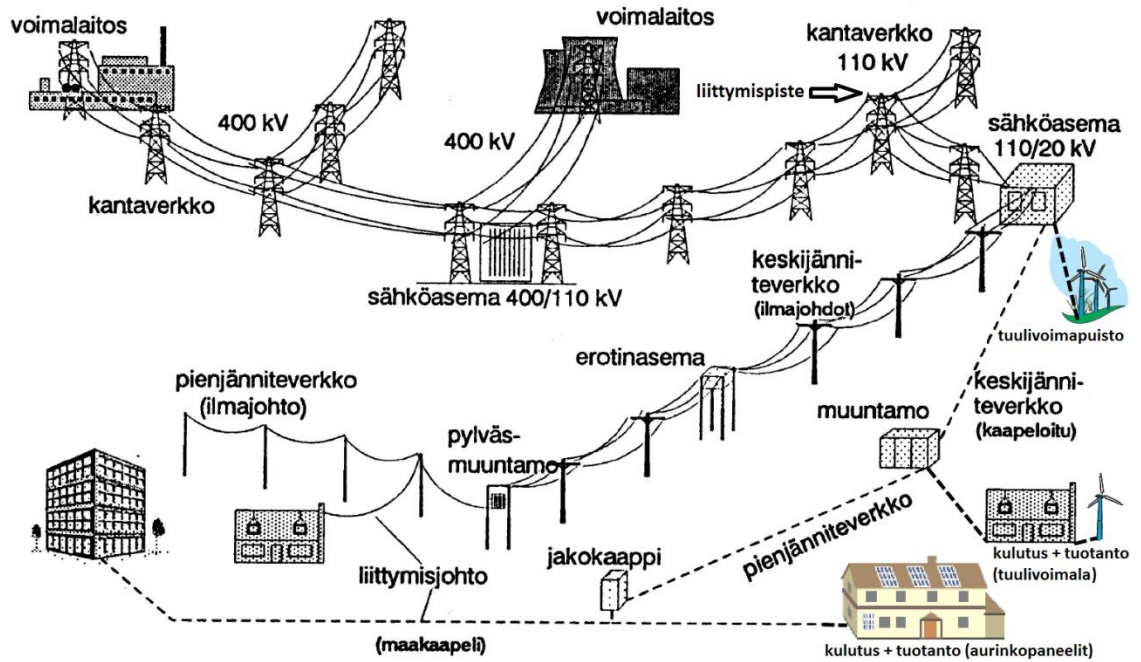 voimalaitos
voimalaitos
kantaverkko
110 kV
liittymispiste
400 kV
400 kV
sähköasema
110/20 kV
kantaverkko
sähköasema 400/110 kV
keskijänni-
teverkko
(ilmajohdot)
tuulivoimapuisto
erotinasema
pienjänniteverkko
(ilmajohto)
keskijänni-
teverkko
(kaapeloitu)
muuntamo
pylväs-
muuntamo
jakokaappi
pienjänniteverkko
kulutus + tuotanto
(tuulivoimala)
liittymisjohto
(maakaapeli)
kulutus + tuotanto (aurinkopaneelit)